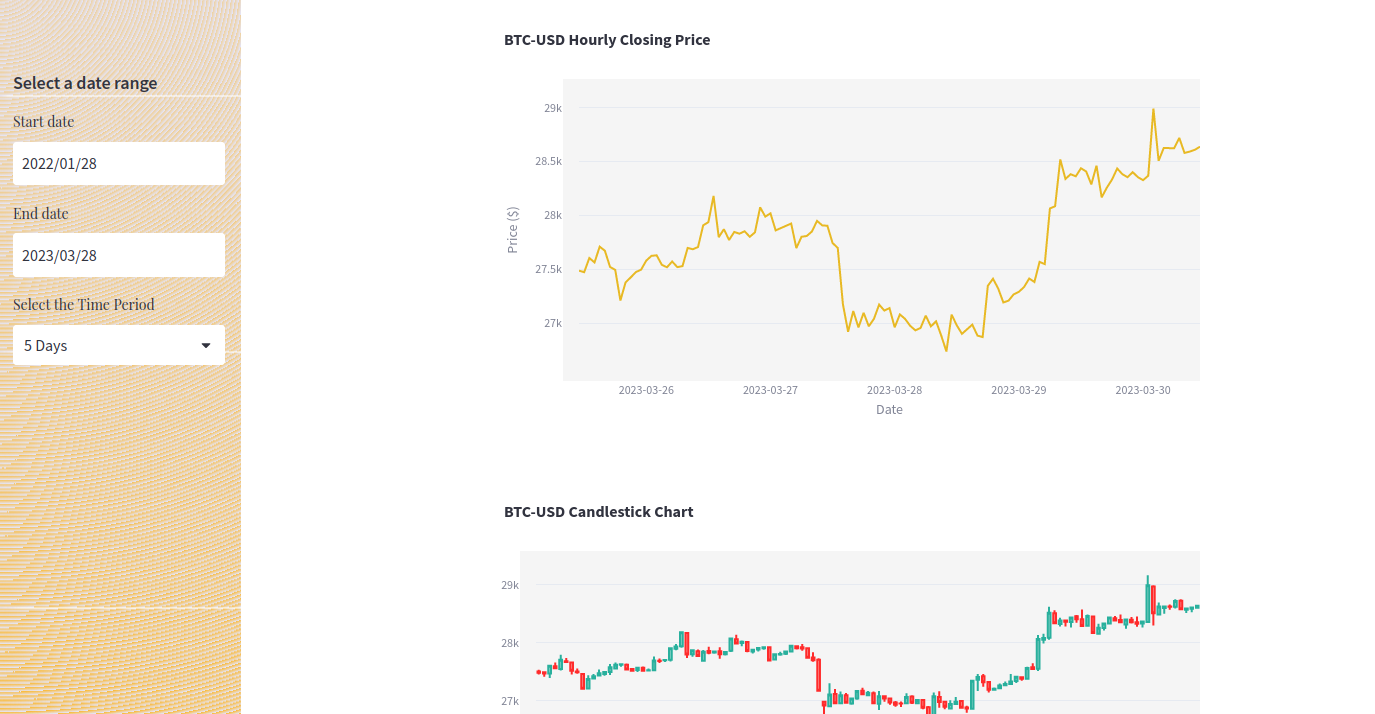 Select a date range
Start date
2022/01/28
End date
2023/03/28
Select the Time Period
5 Days
BTC-USD Hourly Closing Price
29k
28.5k
28k
27.5k
27k
Price ($)
2023-03-26 2023-03-27 2023-03-28 2023-03-29 2023-03-30
Date
BTC-USD Candlestick Chart
29k
28k
27k